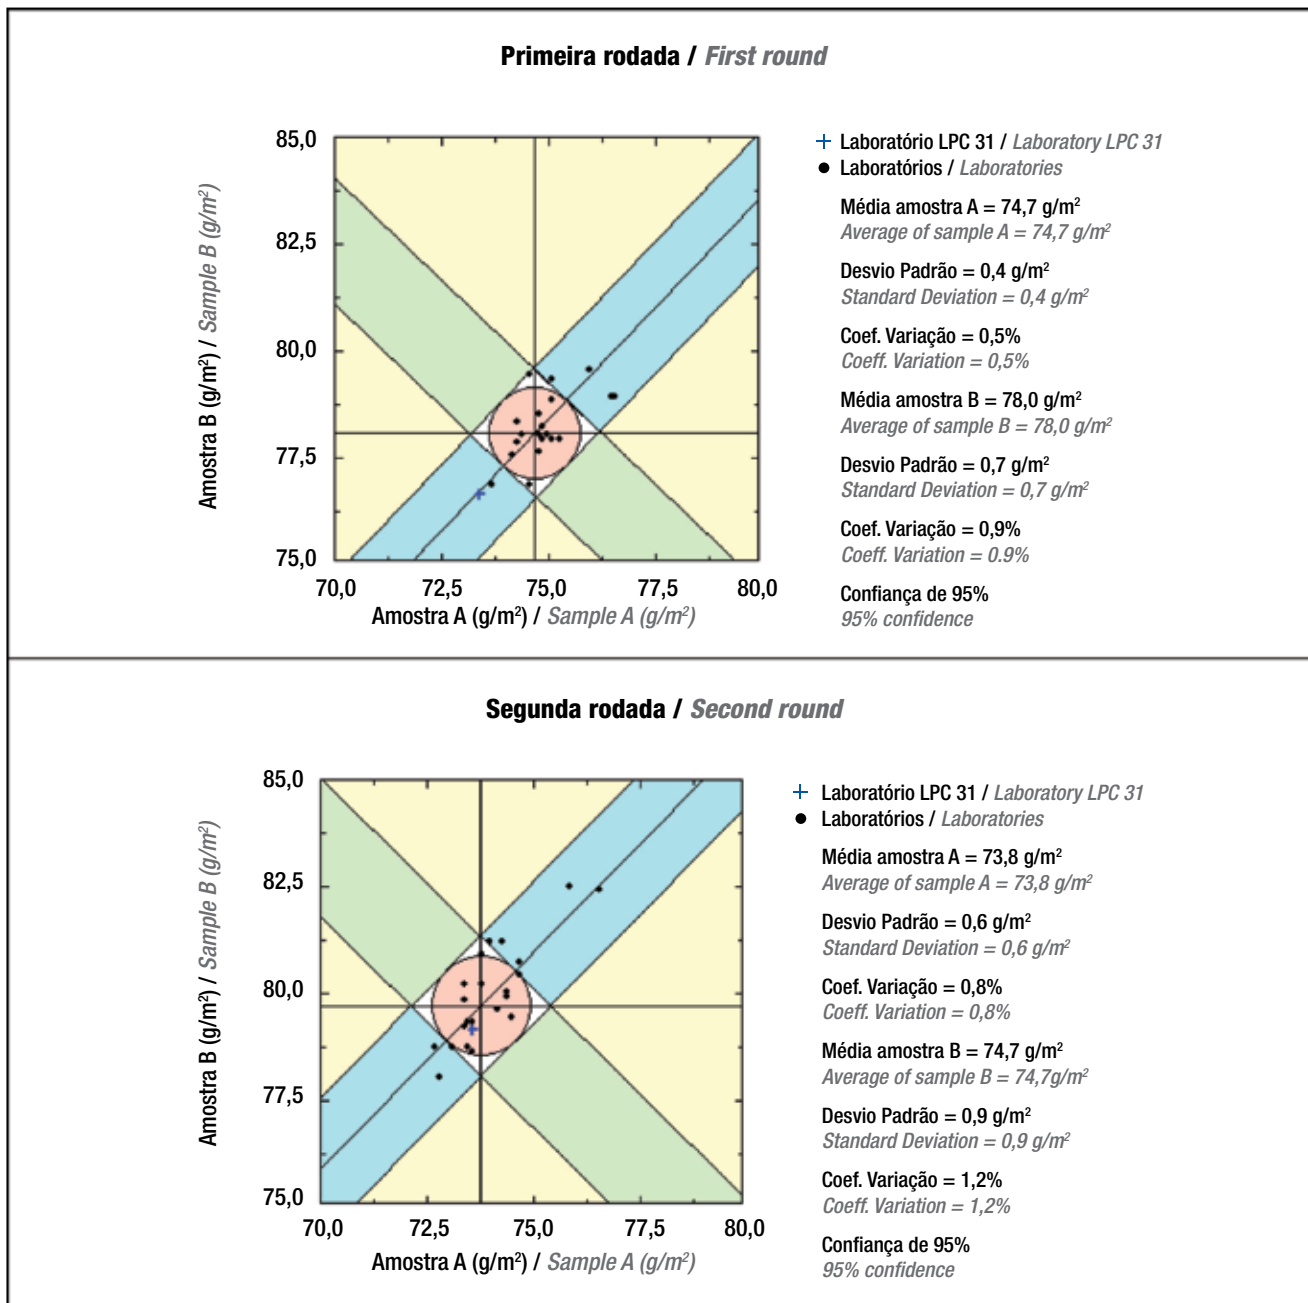 Primeira rodada / First round
85,0
82,5
80,0
77,5
75,0
Amostra B (g/m²) / Sample B (g/m²)
70,0 72,5 75,0 77,5 80,0
Amostra A (g/m²) / Sample A (g/m²)
+ Laboratório LPC 31 / Laboratory LPC 31
● Laboratórios / Laboratories
Média amostra A = 74,7 g/m²
Average of sample A = 74,7 g/m²
Desvio Padrão = 0,4 g/m²
Standard Deviation = 0,4 g/m²
Coef. Variação = 0,5%
Coeff. Variation = 0,5%
Média amostra B = 78,0 g/m²
Average of sample B = 78,0 g/m²
Desvio Padrão = 0,7 g/m²
Standard Deviation = 0,7 g/m²
Coef. Variação = 0,9%
Coeff. Variation = 0.9%
Confiança de 95%
95% confidence
Segunda rodada / Second round
85,0
82,5
80,0
77,5
75,0
Amostra B (g/m²) / Sample B (g/m²)
70,0 72,5 75,0 77,5 80,0
Amostra A (g/m²) / Sample A (g/m²)
+ Laboratório LPC 31 / Laboratory LPC 31
● Laboratórios / Laboratories
Média amostra A = 73,8 g/m²
Average of sample A = 73,8 g/m²
Desvio Padrão = 0,6 g/m²
Standard Deviation = 0,6 g/m²
Coef. Variação = 0,8%
Coeff. Variation = 0,8%
Média amostra B = 74,7 g/m²
Average of sample B = 74,7g/m²
Desvio Padrão = 0,9 g/m²
Standard Deviation = 0,9 g/m²
Coef. Variação = 1,2%
Coeff. Variation = 1,2%
Confiança de 95%
95% confidence